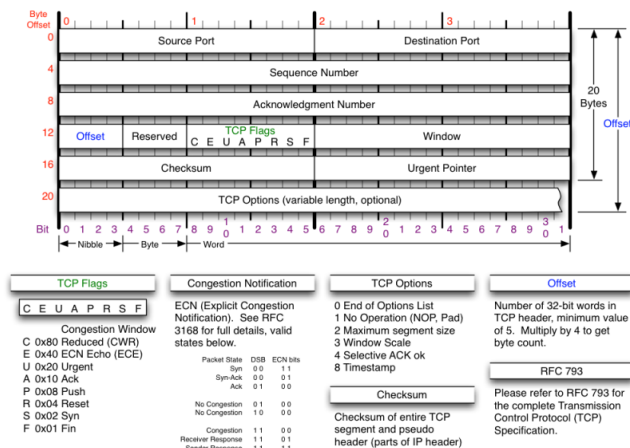 Byte
Offset
0 1 2 3
0 Source Port Destination Port
4 Sequence Number
8 Acknowledgment Number
20
Bytes
Offset
12 Offset Reserved TCP Flags Window
C E U A P R S F
16 Checksum Urgent Pointer
20 TCP Options (variable length, optional)
Bit 0 1 2 3 4 5 6 7 8 9 10 1 2 3 4 5 6 7 8 9 20 1 2 3 4 5 6 7 8 9 30 1
Nibble Byte Word
TCP Flags
C E U A P R S F
Congestion Window
C 0x80 Reduced (CWR)
E 0x40 ECN Echo (ECE)
U 0x20 Urgent
A 0x10 Ack
P 0x08 Push
R 0x04 Reset
S 0x02 Syn
F 0x01 Fin
Congestion Notification
ECN (Explicit Congestion
Notification). See RFC
3168 for full details, valid
states below.
Packet State DSB ECN bits
Syn 0 0 1 1
Syn-Ack 0 0 0 1
Ack 0 1 0 0
No Congestion 0 1 0 0
No Congestion 1 0 0 0
Congestion 1 1 0 0
Receiver Response 1 1 0 1
Sender Response 1 1 1 1
TCP Options
0 End of Options List
1 No Operation (NOP, Pad)
2 Maximum segment size
3 Window Scale
4 Selective ACK ok
8 Timestamp
Checksum
Checksum of entire TCP
segment and pseudo
header (parts of IP header)
Offset
Number of 32-bit words in
TCP header, minimum value
of 5. Multiply by 4 to get
byte count.
RFC 793
Please refer to RFC 793 for
the complete Transmission
Control Protocol (TCP)
Specification.